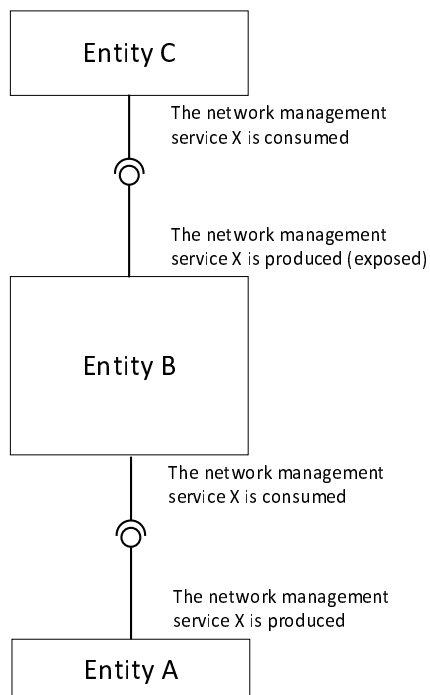 Entity C
The network management
service X is consumed
The network management
service X is produced (exposed)
Entity B
The network management
service X is consumed
The network management
service X is produced
Entity A